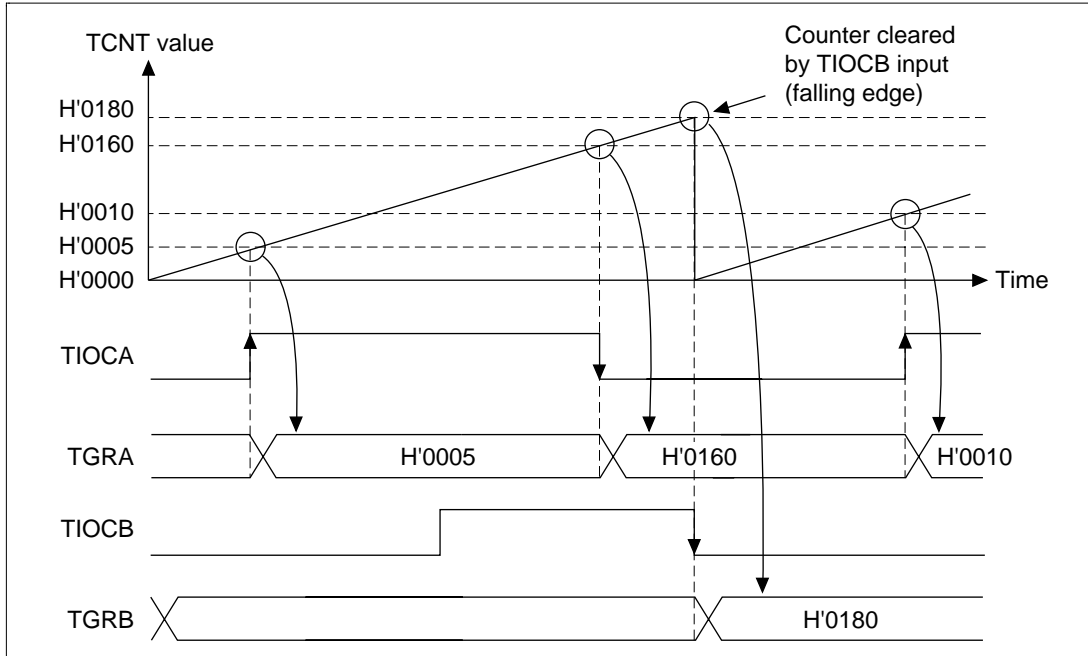 TCNT value
Counter cleared
by TIOCB input
(falling edge)
H'0180
H'0160
H'0010
H'0005
H'0000
Time
TIOCA
TGRA
H'0005
H'0160
H'0010
TIOCB
TGRB
H'0180